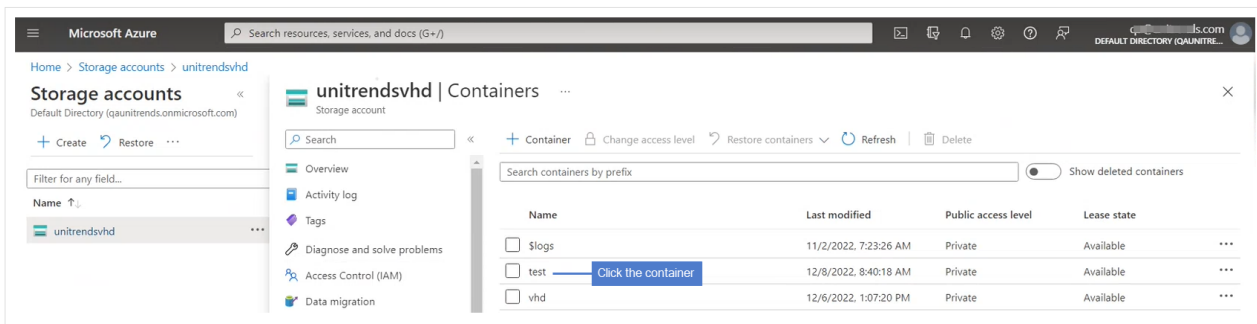 Microsoft Azure
Search resources, services, and docs (G+/)
DEFAULT DIRECTORY (QAUNITRE...
Home > Storage accounts > unitrendsvhd
Storage accounts
Default Directory (qaunitrends.onmicrosoft.com)
+ Create Restore ...
Filter for any field...
Name ↑↓
unitrendsvhd ...
unitrendsvhd | Containers ...
Storage account
Search
Overview
Activity log
Tags
Diagnose and solve problems
Access Control (IAM)
Data migration
+ Container Change access level Restore containers Refresh Delete
Search containers by prefix
Show deleted containers
Name Last modified Public access level Lease state
$logs 11/2/2022, 7:23:26 AM Private Available ...
test Click the container 12/8/2022, 8:40:18 AM Private Available ...
vhd 12/6/2022, 1:07:20 PM Private Available ...